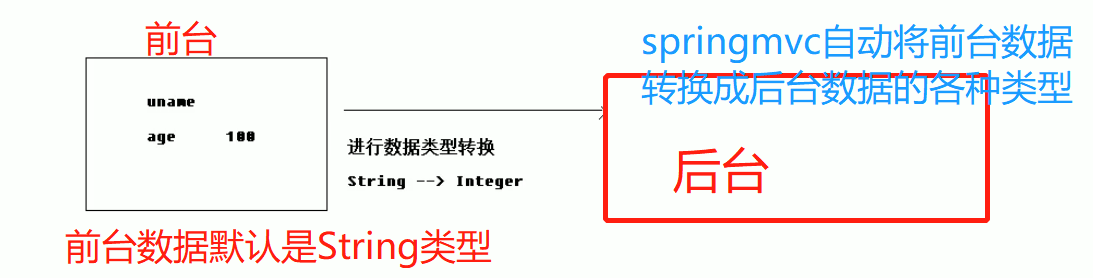 前台
springmvc自动将前台数据
转换成后台数据的各种类型
uname
age 100
进行数据类型转换
String --> Integer
后台
前台数据默认是String类型